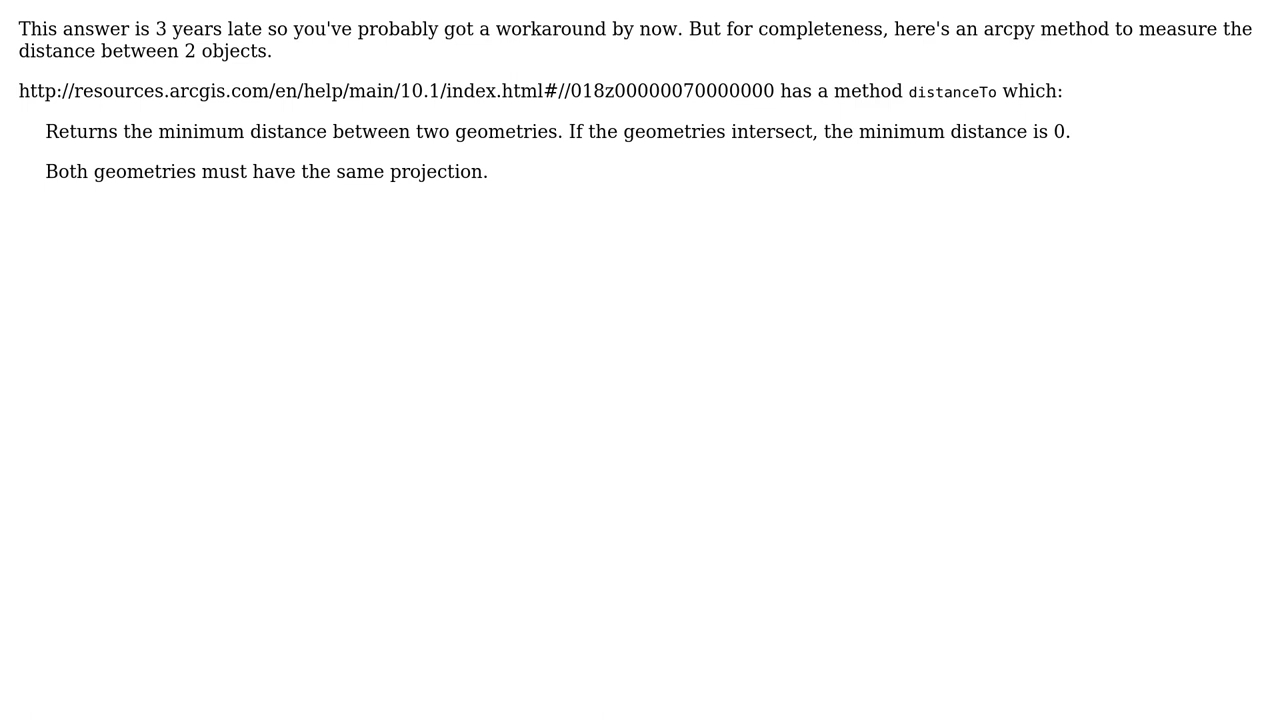 This answer is 3 years late so you've probably got a workaround by now. But for completeness, here's an arcpy method to measure the
distance between 2 objects.
http://resources.arcgis.com/en/help/main/10.1/index.html#//018z00000070000000 has a method distanceTo which:
Returns the minimum distance between two geometries. If the geometries intersect, the minimum distance is 0.
Both geometries must have the same projection.